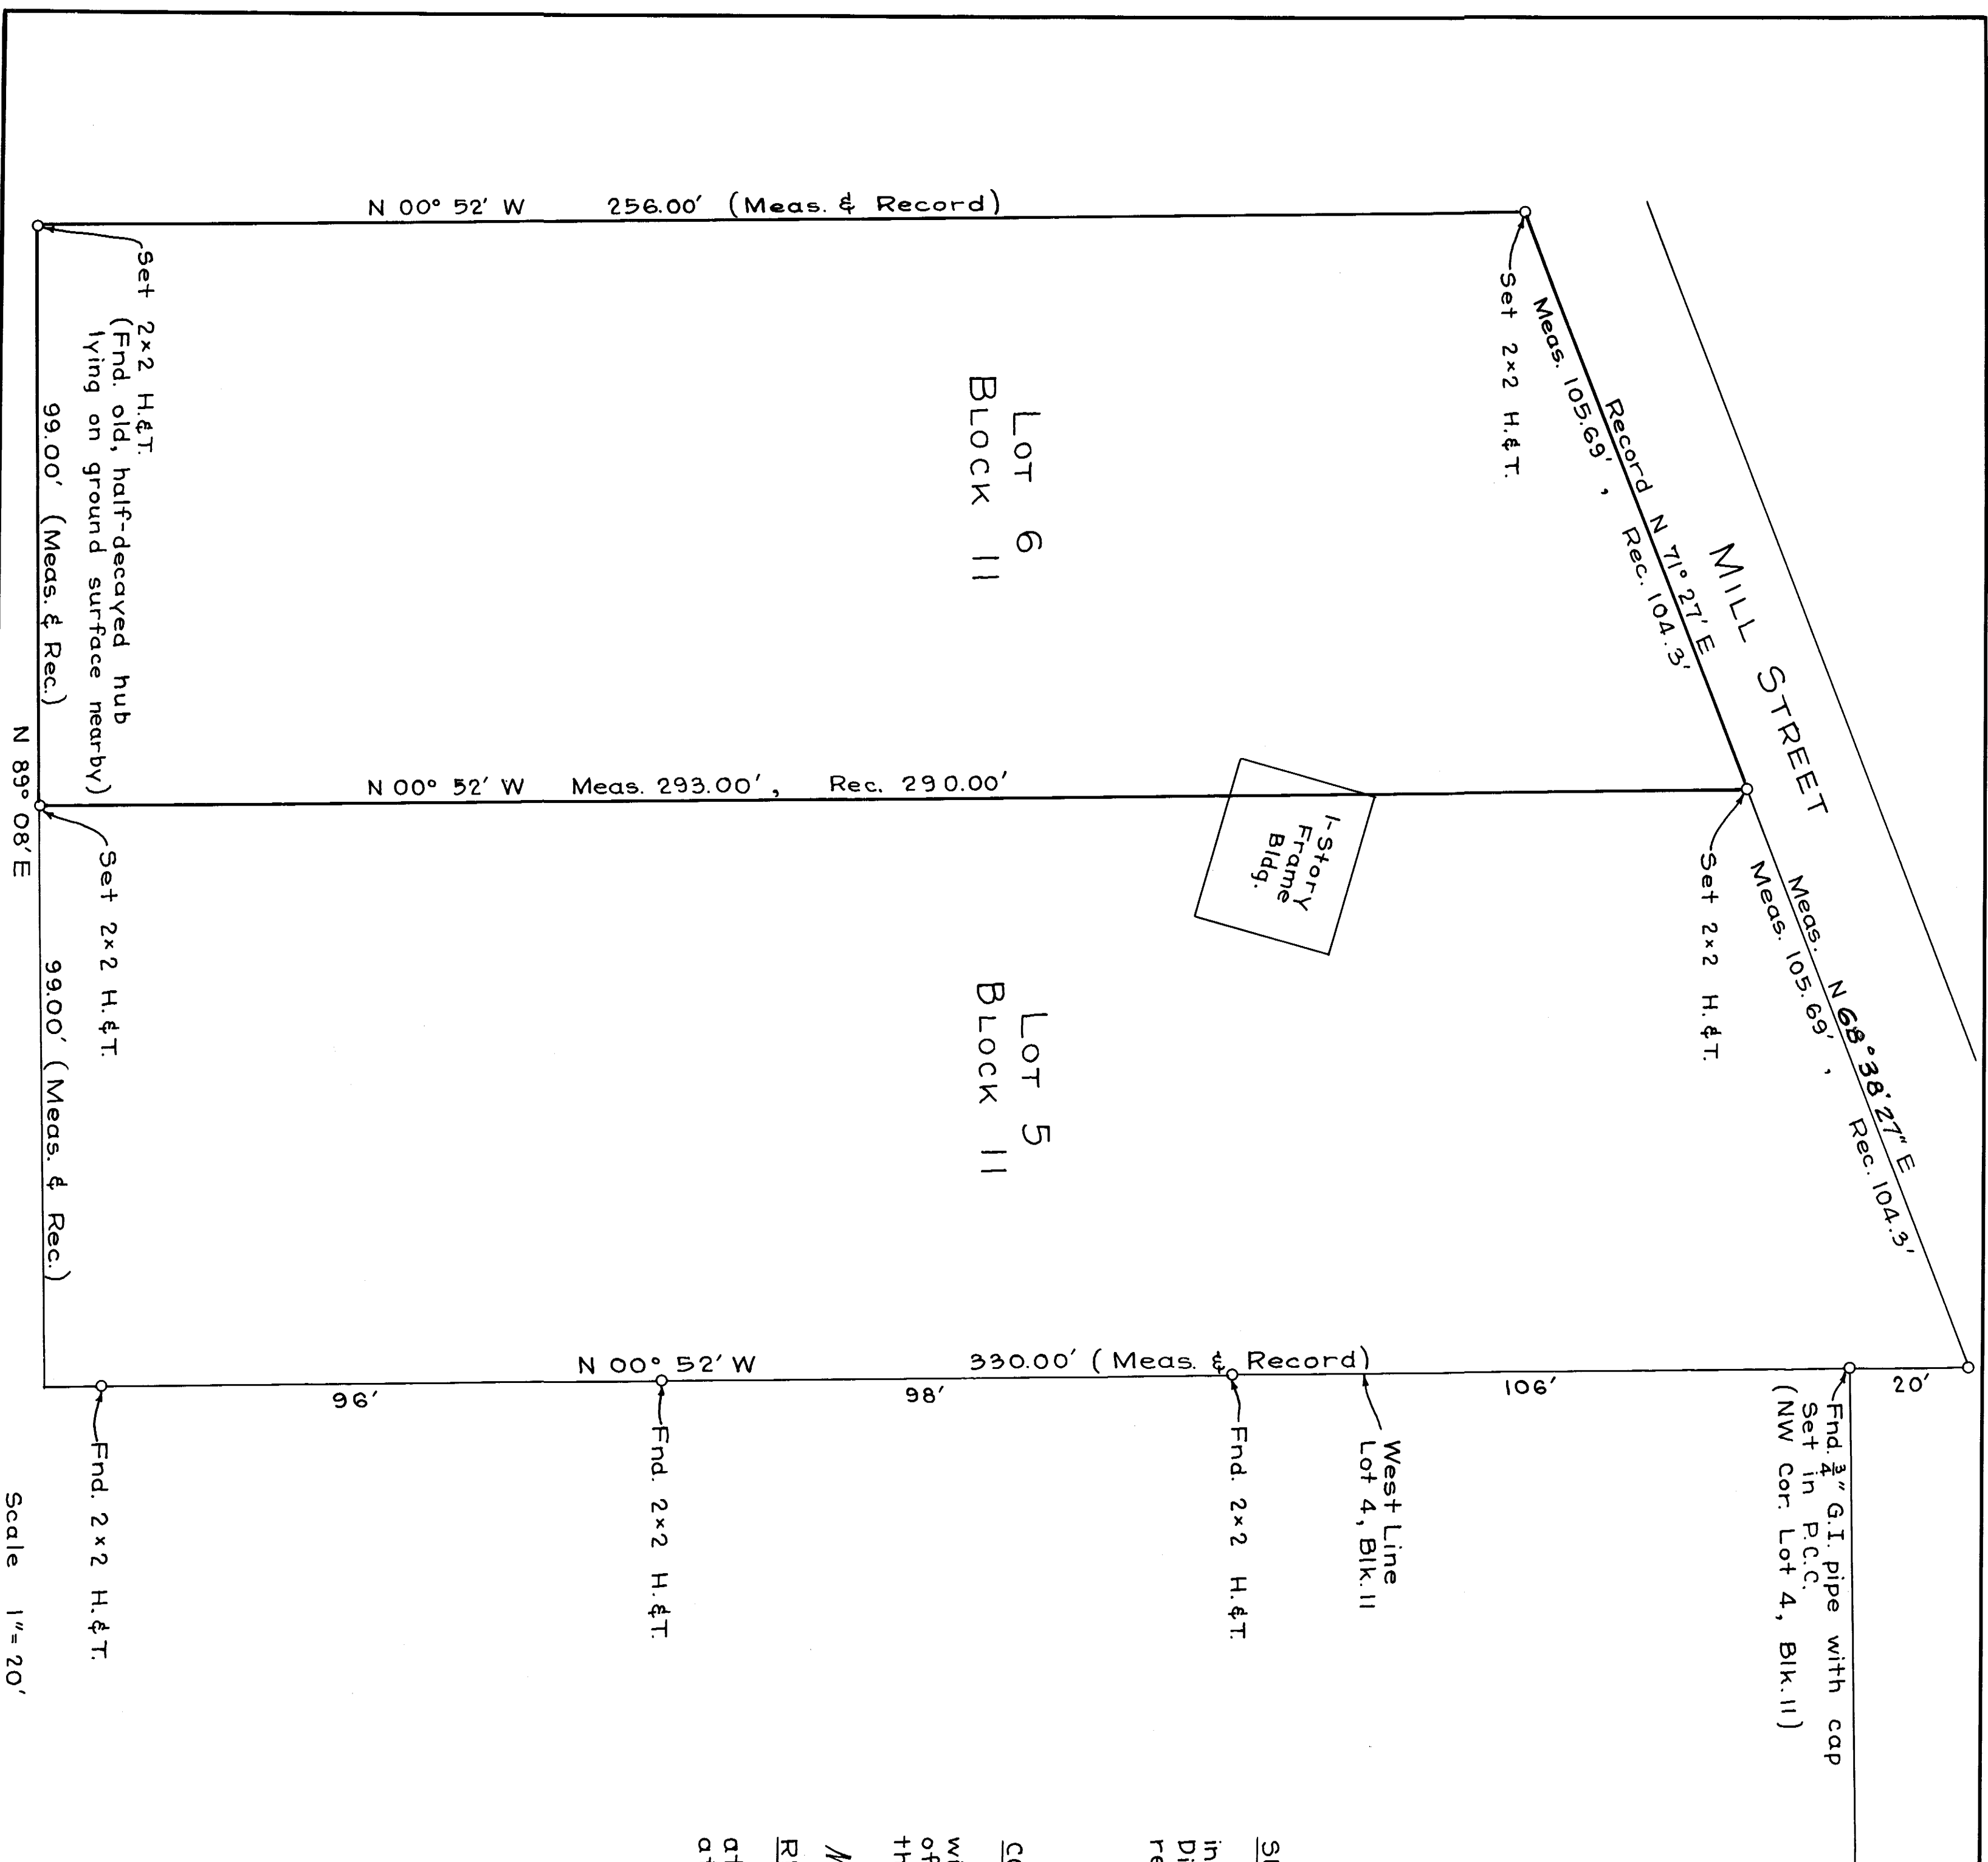 MILL STREET
N 00° 52' W 256.00' (Meas. & Record)
Set 2×2 H.&T.
Record N 71° 27' E
Meas. 105.69', Rec. 104.3'
LOT 6
BLOCK 11
Set 2×2 H.&T.
(Fnd. old, half-decayed hub
lying on ground surface nearby)
99.00' (Meas. & Rec.)
N 89° 08' E
N 00° 52' W Meas. 293.00', Rec. 290.00'
1-Story
Frame
Bldg.
Set 2×2 H.&T.
Meas. N 68° 38' 27" E
Meas. 105.69', Rec. 104.3'
LOT 5
BLOCK 11
Set 2×2 H.&T.
99.00' (Meas. & Rec.)
N 00° 52' W 330.00' (Meas. & Record)
20'
106'
98'
96'
Fnd. 3/4" G.I. pipe with cap
Set in P.C.C.
(NW Cor. Lot 4, Blk. 11)
West Line
Lot 4, Blk. 11
Fnd. 2×2 H.&T.
Fnd. 2×2 H.&T.
Fnd. 2×2 H.&T.
Scale 1"= 20'
in
of
at